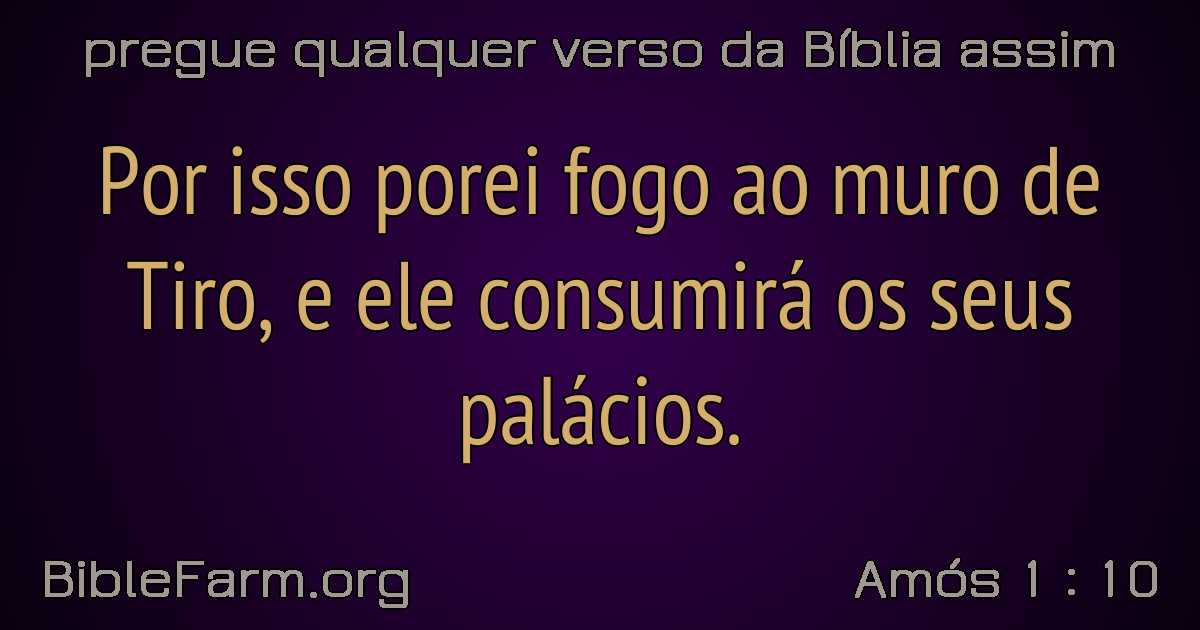 pregue qualquer verso da Bíblia assim
Por isso porei fogo ao muro de
Tiro, e ele consumirá os seus
palácios.
BibleFarm.org
Amós 1 : 10